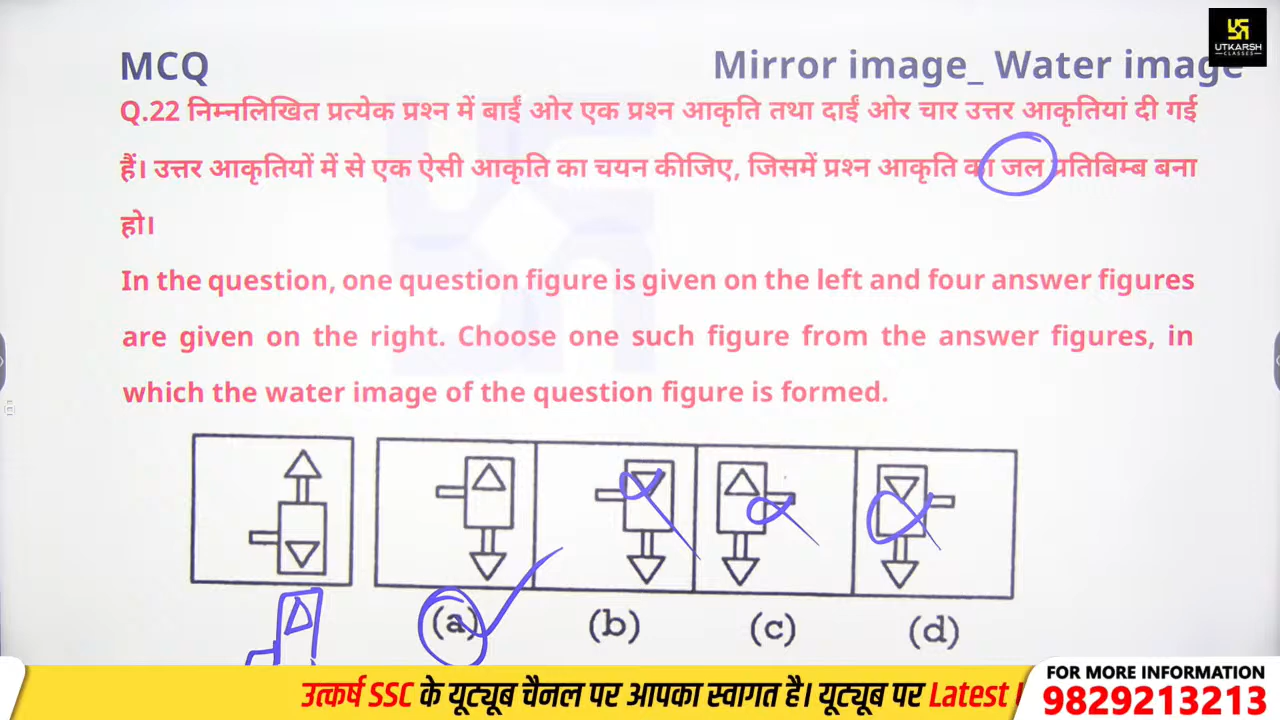 UTKARSH
CLASSES
MCQ
Mirror image_ Water image
Q.22 निम्नलिखित प्रत्येक प्रश्न में बाईं ओर एक प्रश्न आकृति तथा दाईं ओर चार उत्तर आकृतियां दी गई
हैं। उत्तर आकृतियों में से एक ऐसी आकृति का चयन कीजिए, जिसमें प्रश्न आकृति का जल प्रतिबिम्ब बना
हो।
In the question, one question figure is given on the left and four answer figures
are given on the right. Choose one such figure from the answer figures, in
which the water image of the question figure is formed.
(a) (b) (c) (d)
उत्कर्ष SSC के यूट्यूब चैनल पर आपका स्वागत है। यूट्यूब पर Latest
FOR MORE INFORMATION
9829213213